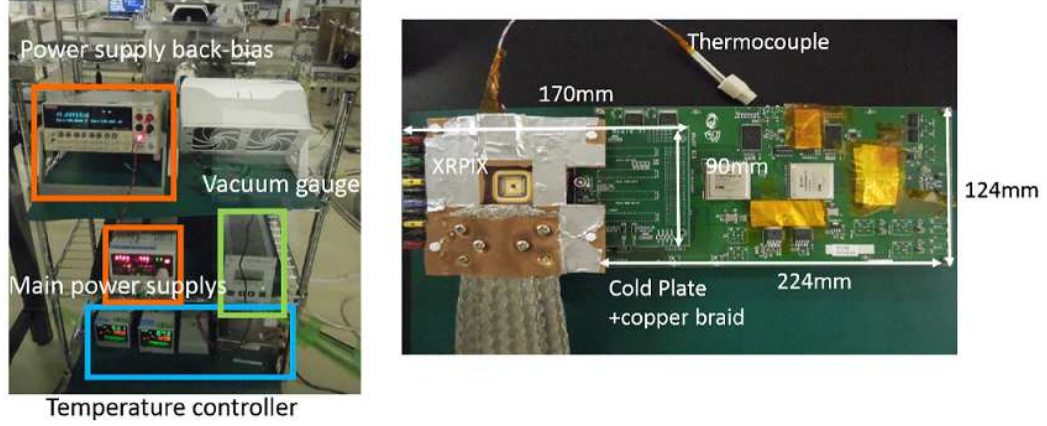 Power supply back-bias
Vacuum gauge
Main power supplys
Temperature controller
Thermocouple
170mm
XRPIX
90mm
124mm
224mm
Cold Plate
+copper braid